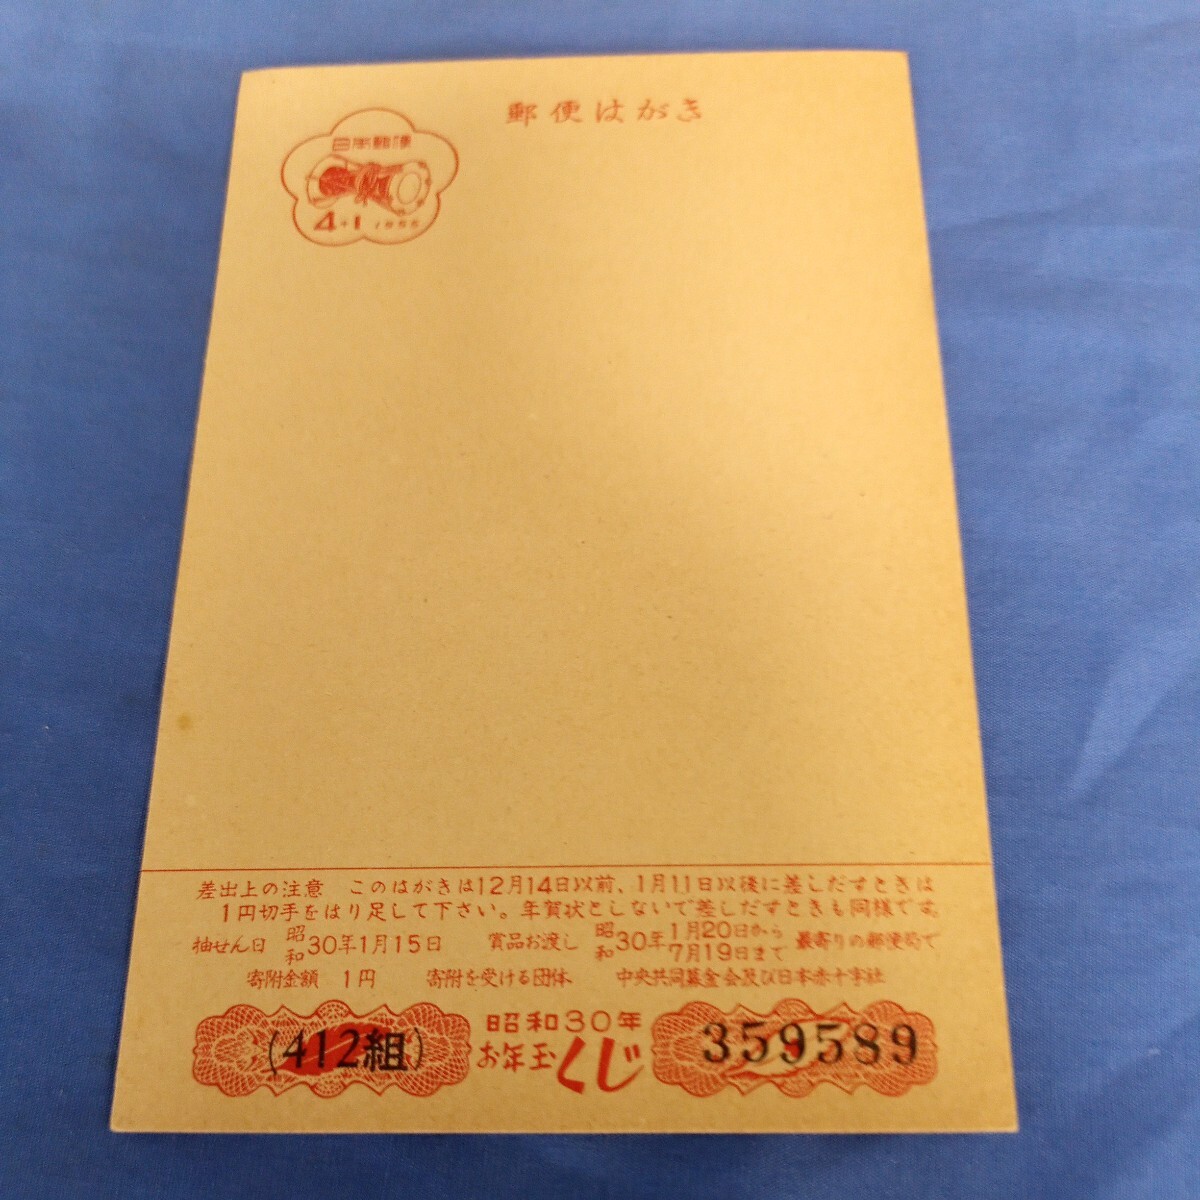 郵便はがき
日本郵便
4+1 1955
差出上の注意 このはがきは12月14日以前、1月11日以後に差しだすときは
1円切手をはり足して下さい。年賀状としないで差しだすときも同様です。
抽せん日 昭和30年1月15日 賞品お渡し 昭和30年1月20日から7月19日まで 最寄りの郵便局で
寄附金額 1円 寄附を受ける団体 中央共同募金会及び日本赤十字社
(412組) 昭和30年 お年玉くじ 359589